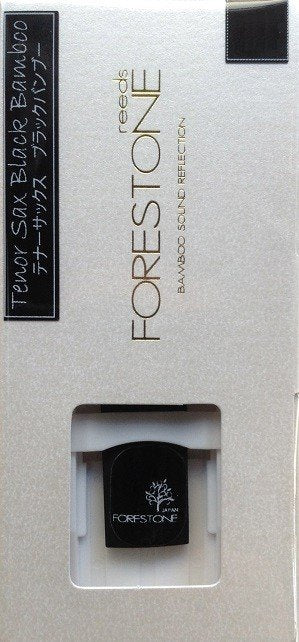 Tenor Sax Black Bamboo
テナーサックス ブラックバンブー
reeds
FORESTONE
BAMBOO SOUND REFLECTION
JAPAN
FORESTONE